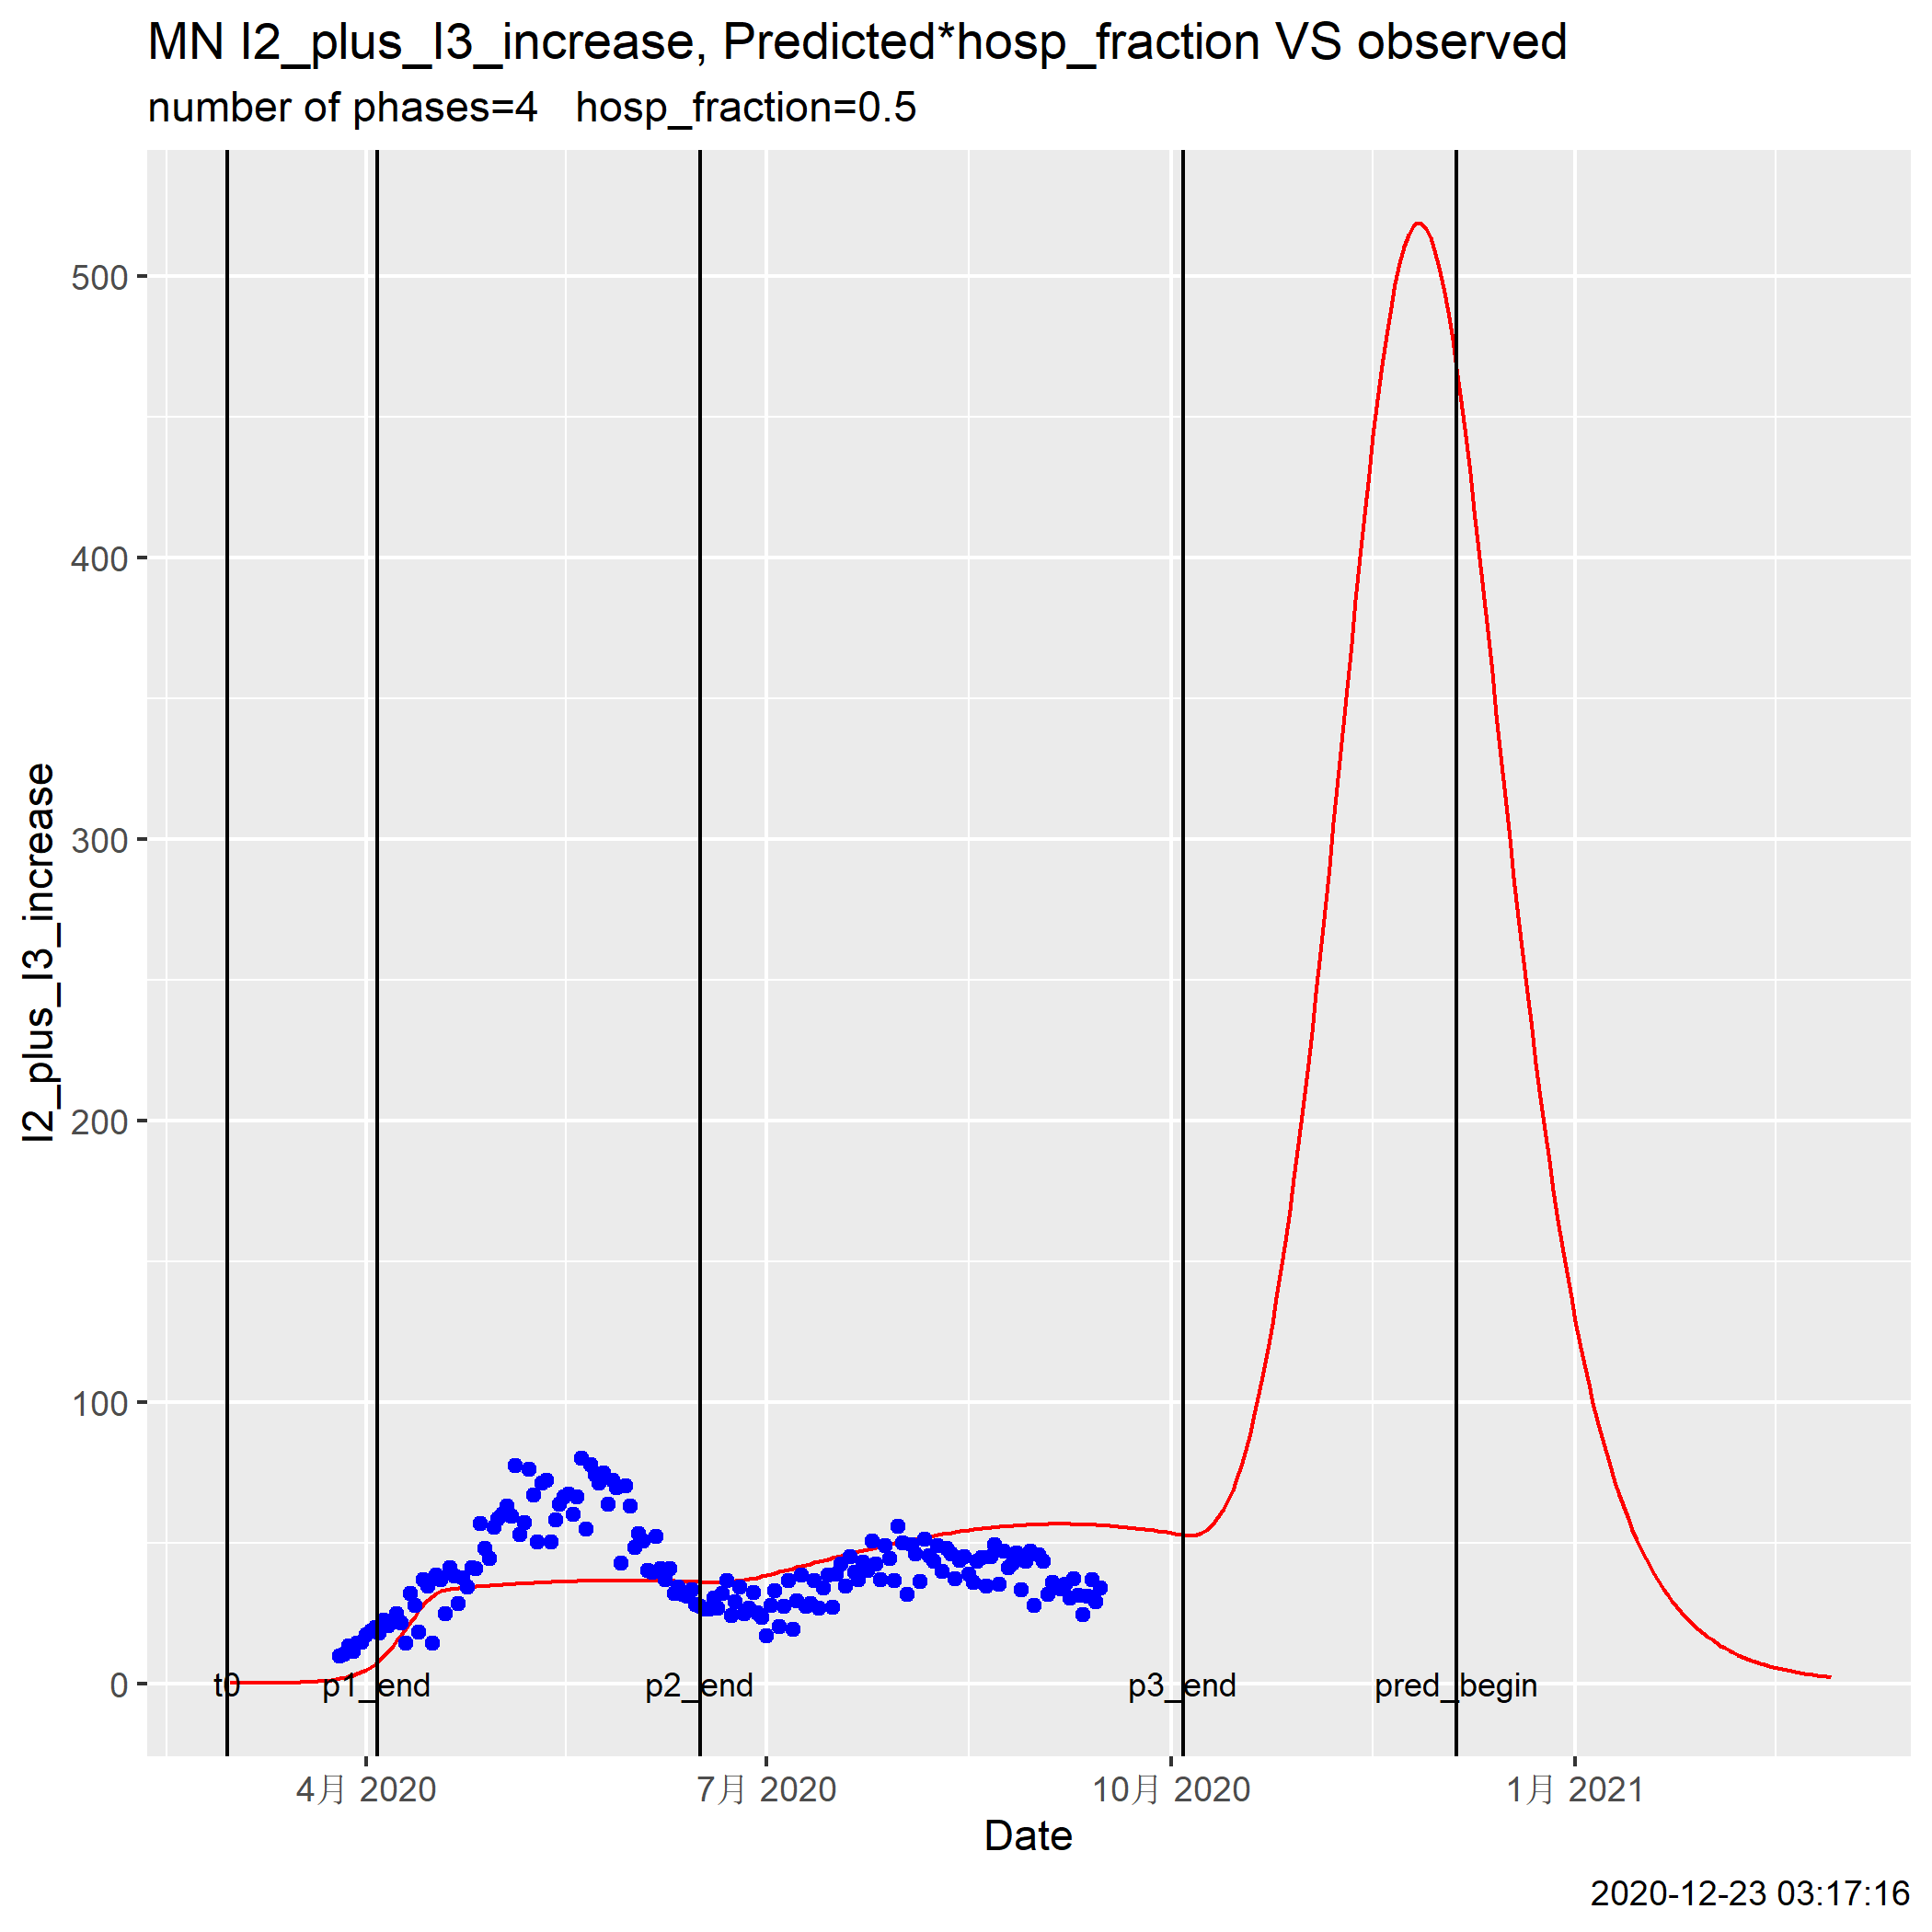 MN I2_plus_I3_increase, Predicted*hosp_fraction VS observed
number of phases=4   hosp_fraction=0.5
I2_plus_I3_increase
500
400
300
200
100
0
t0 p1_end p2_end p3_end pred_begin
4月 2020 7月 2020 10月 2020 1月 2021
Date
2020-12-23 03:17:16